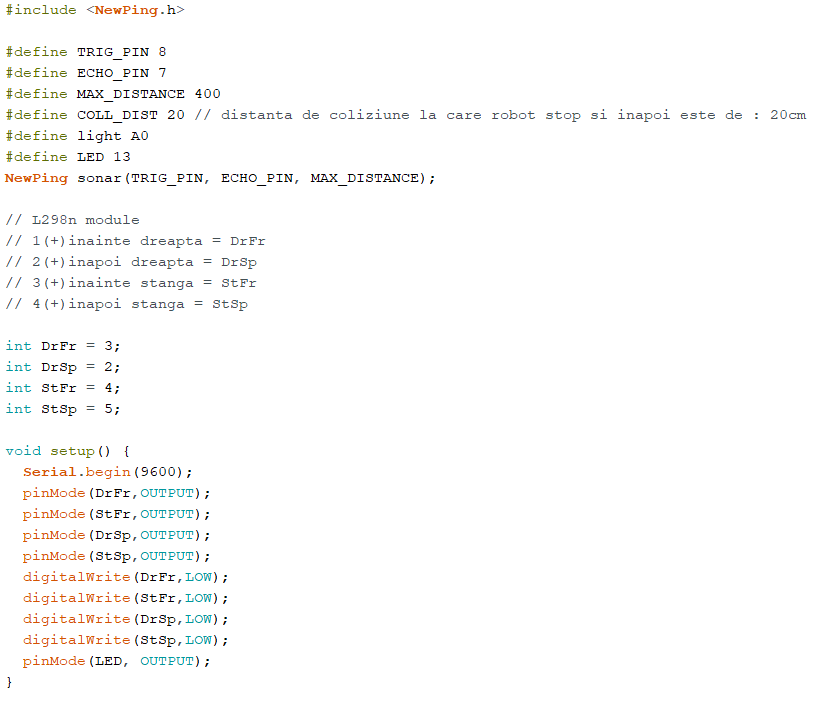 #include <NewPing.h>
#define TRIG_PIN 8
#define ECHO_PIN 7
#define MAX_DISTANCE 400
#define COLL_DIST 20 // distanta de coliziune la care robot stop si inapoi este de : 20cm
#define light A0
#define LED 13
NewPing sonar(TRIG_PIN, ECHO_PIN, MAX_DISTANCE);
// L298n module
// 1(+)inainte dreapta = DrFr
// 2(+)inapoi dreapta = DrSp
// 3(+)inainte stanga = StFr
// 4(+)inapoi stanga = StSp
int DrFr = 3;
int DrSp = 2;
int StFr = 4;
int StSp = 5;
void setup() {
  Serial.begin(9600);
  pinMode(DrFr,OUTPUT);
  pinMode(StFr,OUTPUT);
  pinMode(DrSp,OUTPUT);
  pinMode(StSp,OUTPUT);
  digitalWrite(DrFr,LOW);
  digitalWrite(StFr,LOW);
  digitalWrite(DrSp,LOW);
  digitalWrite(StSp,LOW);
  pinMode(LED, OUTPUT);
}